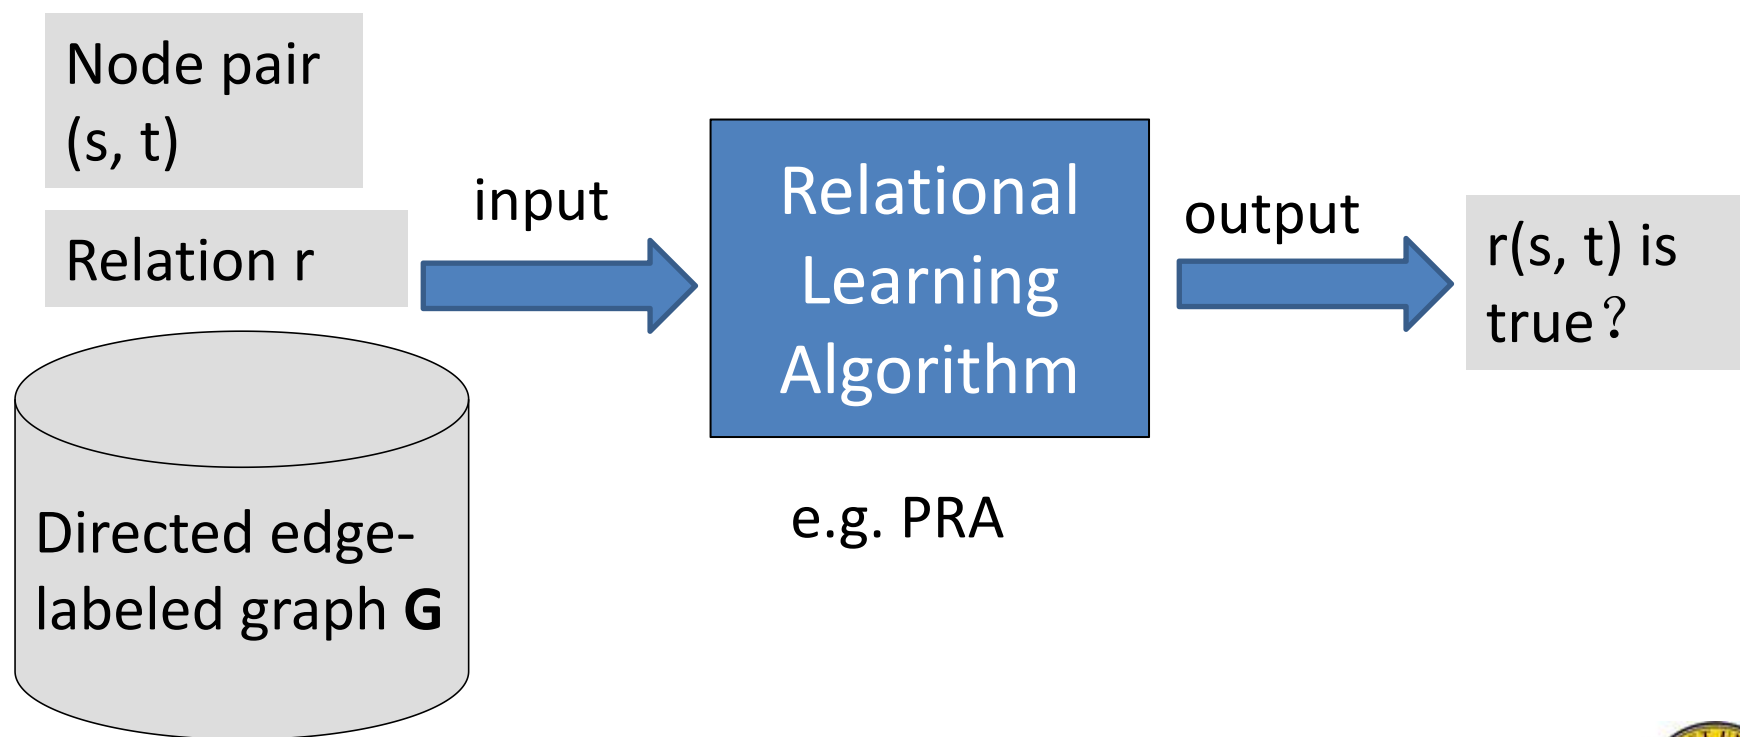 Node pair
(s, t)
Relation r
Directed edge-
labeled graph G
input
Relational
Learning
Algorithm
e.g. PRA
output
r(s, t) is
true？